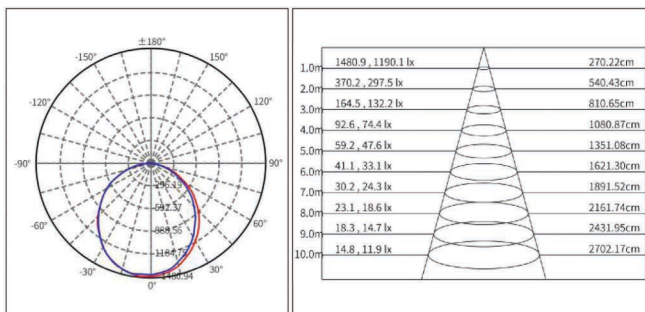 ±180°
-150° 150°
-120° 120°
-90° 90°
296.19
-60° 592.37 60°
888.56
-30° 1184.75 30°
1480.94
0°
1.0m 1480.9 , 1190.1 lx 270.22cm
2.0m 370.2 , 297.5 lx 540.43cm
3.0m 164.5 , 132.2 lx 810.65cm
4.0m 92.6 , 74.4 lx 1080.87cm
5.0m 59.2 , 47.6 lx 1351.08cm
6.0m 41.1 , 33.1 lx 1621.30cm
7.0m 30.2 , 24.3 lx 1891.52cm
8.0m 23.1 , 18.6 lx 2161.74cm
9.0m 18.3 , 14.7 lx 2431.95cm
10.0m 14.8 , 11.9 lx 2702.17cm